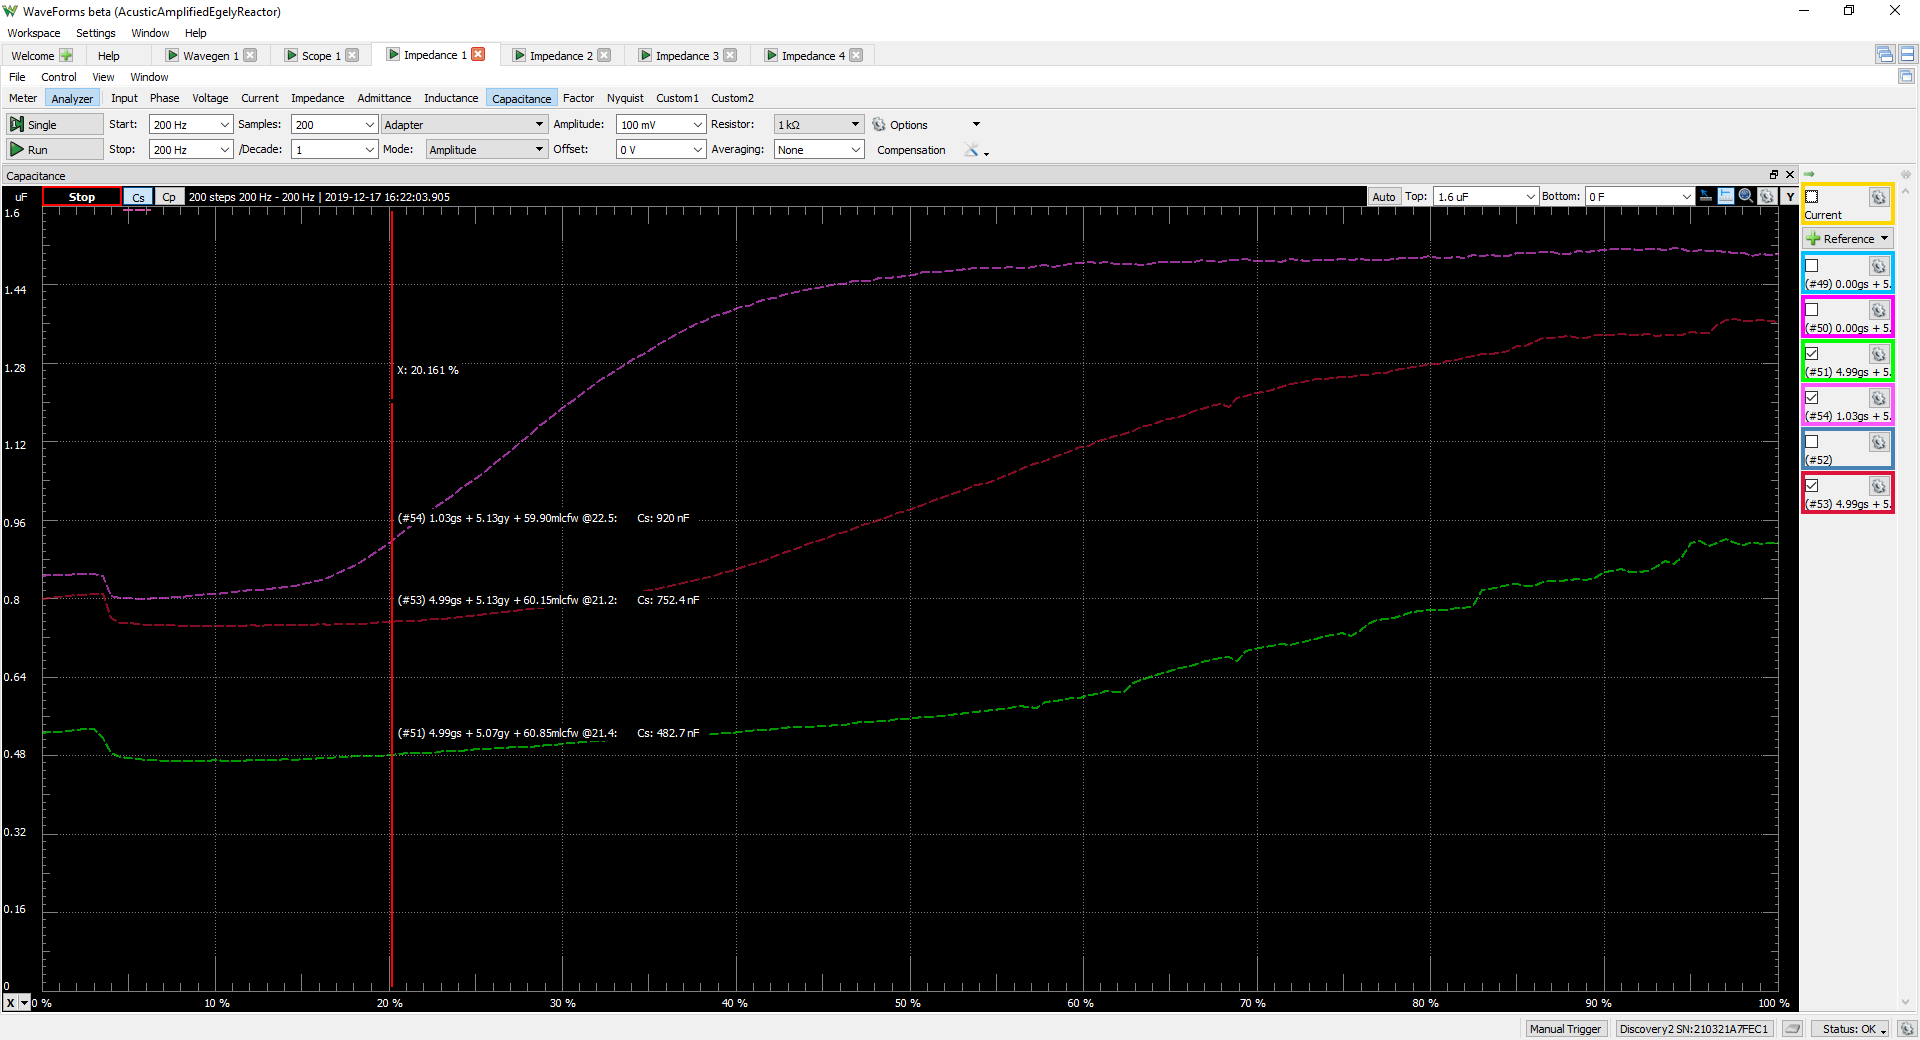 WaveForms beta (AcusticAmplifiedEgelyReactor)
Workspace Settings Window Help
Welcome Help Wavegen 1 Scope 1 Impedance 1 Impedance 2 Impedance 3 Impedance 4
File Control View Window
Meter Analyzer Input Phase Voltage Current Impedance Admittance Inductance Capacitance Factor Nyquist Custom1 Custom2
Single Start: 200 Hz Samples: 200 Adapter Amplitude: 100 mV Resistor: 1 kΩ Options
Run Stop: 200 Hz /Decade: 1 Mode: Amplitude Offset: 0 V Averaging: None Compensation
Capacitance
uF Stop Cs Cp 200 steps 200 Hz - 200 Hz | 2019-12-17 16:22:03.905 Auto Top: 1.6 uF Bottom: 0 F Y
1.6
1.44
1.28
1.12
0.96
0.8
0.64
0.48
0.32
0.16
0
X: 20.161 %
(#54) 1.03gs + 5.13gy + 59.90mlcfw @22.5: Cs: 920 nF
(#53) 4.99gs + 5.13gy + 60.15mlcfw @21.2: Cs: 752.4 nF
(#51) 4.99gs + 5.07gy + 60.85mlcfw @21.4: Cs: 482.7 nF
X 0 % 10 % 20 % 30 % 40 % 50 % 60 % 70 % 80 % 90 % 100 %
Current
Reference
(#49) 0.00gs + 5.
(#50) 0.00gs + 5.
(#51) 4.99gs + 5.
(#54) 1.03gs + 5.
(#52)
(#53) 4.99gs + 5.
Manual Trigger Discovery2 SN:210321A7FEC1 Status: OK